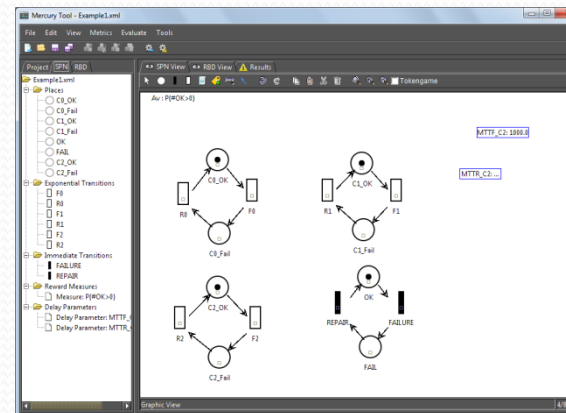 Mercury Tool - Example1.xml
File Edit View Metrics Evaluate Tools
Project SPN RBD
SPN View RBD View Results
Tokengame
Example1.xml
Places
C0_OK
C0_Fail
C1_OK
C1_Fail
OK
FAIL
C2_OK
C2_Fail
Exponential Transitions
F0
R0
F1
R1
F2
R2
Immediate Transitions
FAILURE
REPAIR
Reward Measures
Measure: P{#OK>0}
Delay Parameters
Delay Parameter: MTTF_
Delay Parameter: MTTR_
Av : P{#OK>0}
MTTF_C2: 1000.0
MTTR_C2: ...
C0_OK
R0 F0
C0_Fail
C1_OK
R1 F1
C1_Fail
C2_OK
R2 F2
C2_Fail
OK
REPAIR FAILURE
FAIL
Graphic View